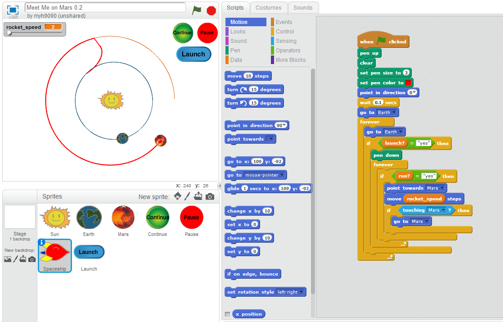 Meet Me on Mars 0.2
by myh9090 (unshared)
rocket_speed
Continue
Pause
Launch
x: 240 y: 26
Sprites
New sprite:
Stage
1 backdrop
New backdrop:
Sun
Earth
Mars
Continue
Pause
Spaceship
Launch
Scripts
Costumes
Sounds
Motion
Looks
Sound
Pen
Data
Events
Control
Sensing
Operators
More Blocks
move 10 steps
turn 15 degrees
turn 15 degrees
point in direction 90
point towards
go to x: 100 y: -02
go to mouse-pointer
glide 1 secs to x: 100 y:
change x by 10
set x to 0
change y by 10
set y to 0
if on edge, bounce
set rotation style left-right
x position
when clicked
pen up
clear
set pen size to
set pen color to
point in direction
wait 0.1 secs
go to Earth
forever
go to Earth
if launch? = "yes" then
pen down
forever
if run? = "yes" then
point towards Mars
move rocket_speed steps
if touching Mars ? then
go to Mars